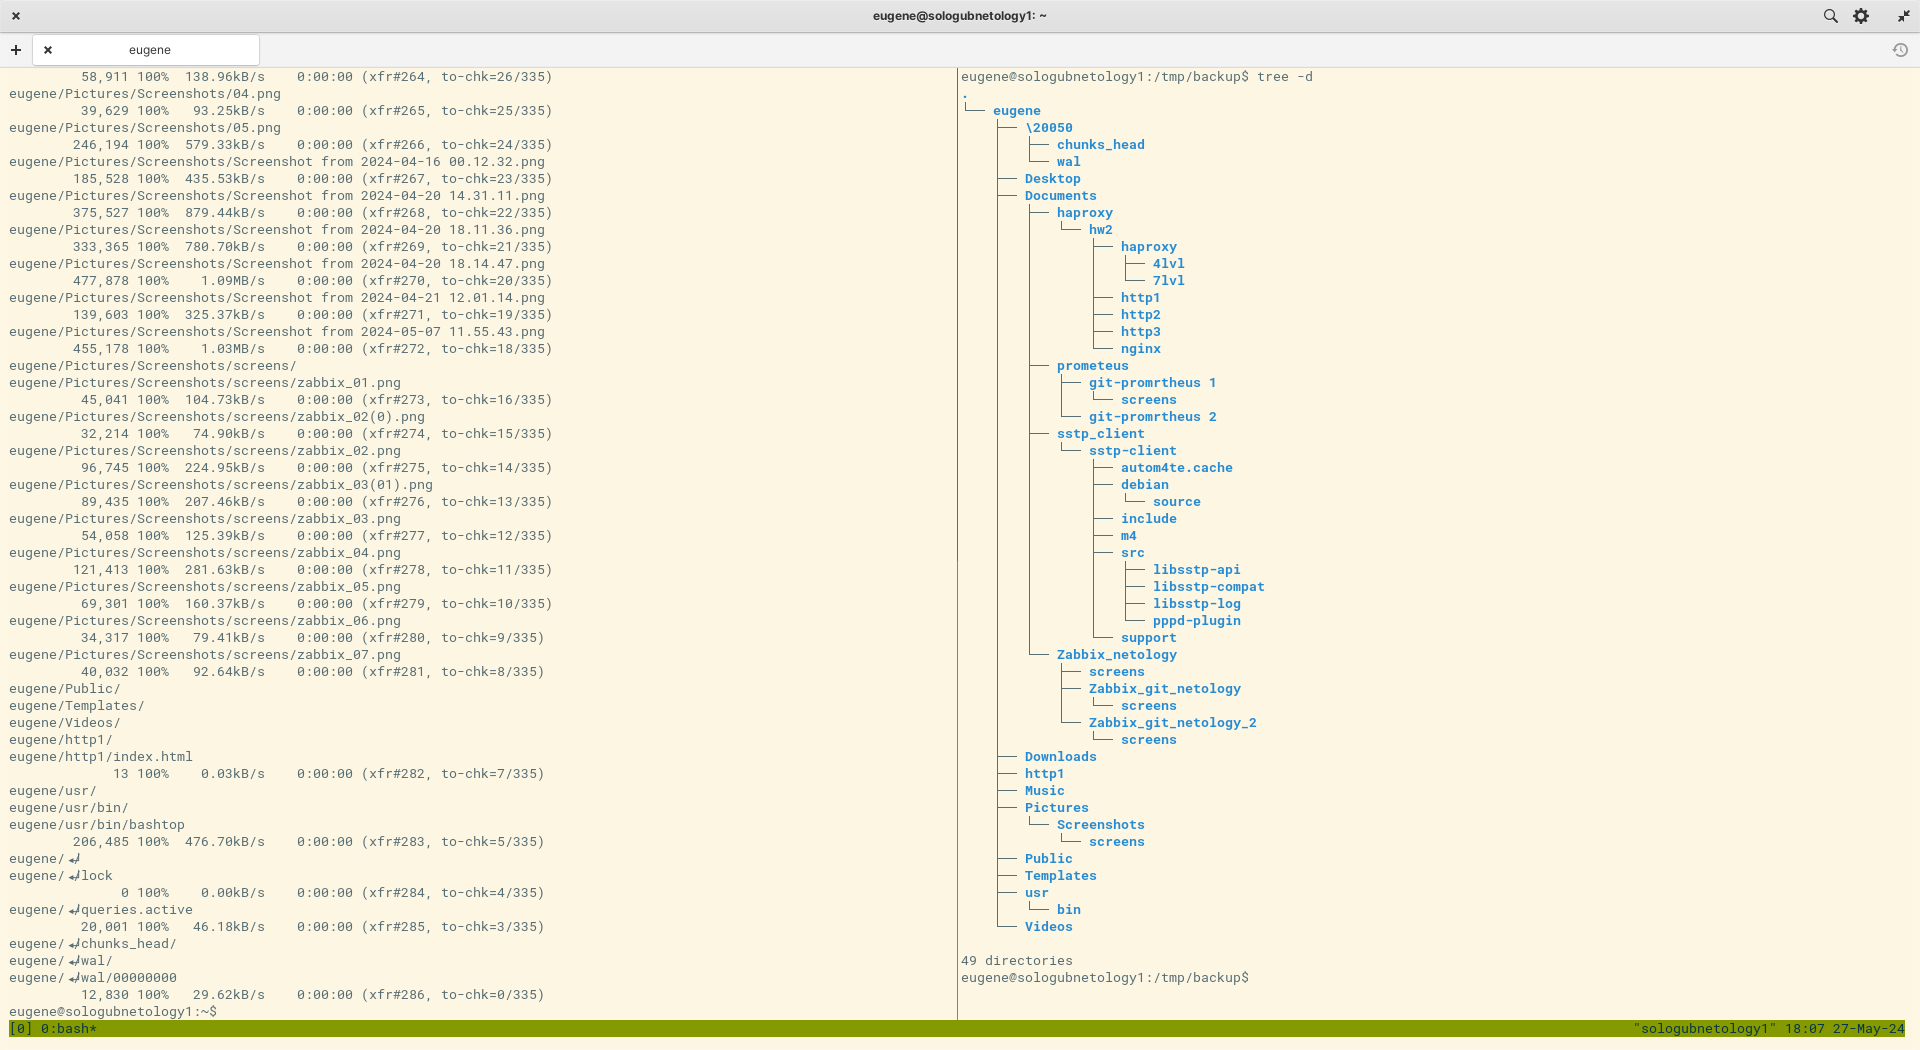 eugene@sologubnetology1: ~
eugene
58,911 100%  138.96kB/s    0:00:00 (xfr#264, to-chk=26/335)
eugene/Pictures/Screenshots/04.png
39,629 100%   93.25kB/s    0:00:00 (xfr#265, to-chk=25/335)
eugene/Pictures/Screenshots/05.png
246,194 100%  579.33kB/s    0:00:00 (xfr#266, to-chk=24/335)
eugene/Pictures/Screenshots/Screenshot from 2024-04-16 00.12.32.png
185,528 100%  435.53kB/s    0:00:00 (xfr#267, to-chk=23/335)
eugene/Pictures/Screenshots/Screenshot from 2024-04-20 14.31.11.png
375,527 100%  879.44kB/s    0:00:00 (xfr#268, to-chk=22/335)
eugene/Pictures/Screenshots/Screenshot from 2024-04-20 18.11.36.png
333,365 100%  780.70kB/s    0:00:00 (xfr#269, to-chk=21/335)
eugene/Pictures/Screenshots/Screenshot from 2024-04-20 18.14.47.png
477,878 100%    1.09MB/s    0:00:00 (xfr#270, to-chk=20/335)
eugene/Pictures/Screenshots/Screenshot from 2024-04-21 12.01.14.png
139,603 100%  325.37kB/s    0:00:00 (xfr#271, to-chk=19/335)
eugene/Pictures/Screenshots/Screenshot from 2024-05-07 11.55.43.png
455,178 100%    1.03MB/s    0:00:00 (xfr#272, to-chk=18/335)
eugene/Pictures/Screenshots/screens/
eugene/Pictures/Screenshots/screens/zabbix_01.png
45,041 100%  104.73kB/s    0:00:00 (xfr#273, to-chk=16/335)
eugene/Pictures/Screenshots/screens/zabbix_02(0).png
32,214 100%   74.90kB/s    0:00:00 (xfr#274, to-chk=15/335)
eugene/Pictures/Screenshots/screens/zabbix_02.png
96,745 100%  224.95kB/s    0:00:00 (xfr#275, to-chk=14/335)
eugene/Pictures/Screenshots/screens/zabbix_03(01).png
89,435 100%  207.46kB/s    0:00:00 (xfr#276, to-chk=13/335)
eugene/Pictures/Screenshots/screens/zabbix_03.png
54,058 100%  125.39kB/s    0:00:00 (xfr#277, to-chk=12/335)
eugene/Pictures/Screenshots/screens/zabbix_04.png
121,413 100%  281.63kB/s    0:00:00 (xfr#278, to-chk=11/335)
eugene/Pictures/Screenshots/screens/zabbix_05.png
69,301 100%  160.37kB/s    0:00:00 (xfr#279, to-chk=10/335)
eugene/Pictures/Screenshots/screens/zabbix_06.png
34,317 100%   79.41kB/s    0:00:00 (xfr#280, to-chk=9/335)
eugene/Pictures/Screenshots/screens/zabbix_07.png
40,032 100%   92.64kB/s    0:00:00 (xfr#281, to-chk=8/335)
eugene/Public/
eugene/Templates/
eugene/Videos/
eugene/http1/
eugene/http1/index.html
13 100%    0.03kB/s    0:00:00 (xfr#282, to-chk=7/335)
eugene/usr/
eugene/usr/bin/
eugene/usr/bin/bashtop
206,485 100%  476.70kB/s    0:00:00 (xfr#283, to-chk=5/335)
eugene/ ↲/
eugene/ ↲/lock
0 100%    0.00kB/s    0:00:00 (xfr#284, to-chk=4/335)
eugene/ ↲/queries.active
20,001 100%   46.18kB/s    0:00:00 (xfr#285, to-chk=3/335)
eugene/ ↲/chunks_head/
eugene/ ↲/wal/
eugene/ ↲/wal/00000000
12,830 100%   29.62kB/s    0:00:00 (xfr#286, to-chk=0/335)
eugene@sologubnetology1:~$
eugene@sologubnetology1:/tmp/backup$ tree -d
.
└── eugene
    ├── \20050
    │   ├── chunks_head
    │   └── wal
    ├── Desktop
    ├── Documents
    │   ├── haproxy
    │   │   └── hw2
    │   │       ├── haproxy
    │   │       │   ├── 4lvl
    │   │       │   └── 7lvl
    │   │       ├── http1
    │   │       ├── http2
    │   │       ├── http3
    │   │       └── nginx
    │   ├── prometeus
    │   │   ├── git-promrtheus 1
    │   │   │   └── screens
    │   │   └── git-promrtheus 2
    │   ├── sstp_client
    │   │   └── sstp-client
    │   │       ├── autom4te.cache
    │   │       ├── debian
    │   │       │   └── source
    │   │       ├── include
    │   │       ├── m4
    │   │       ├── src
    │   │       │   ├── libsstp-api
    │   │       │   ├── libsstp-compat
    │   │       │   ├── libsstp-log
    │   │       │   └── pppd-plugin
    │   │       └── support
    │   └── Zabbix_netology
    │       ├── screens
    │       ├── Zabbix_git_netology
    │       │   └── screens
    │       └── Zabbix_git_netology_2
    │           └── screens
    ├── Downloads
    ├── http1
    ├── Music
    ├── Pictures
    │   └── Screenshots
    │       └── screens
    ├── Public
    ├── Templates
    ├── usr
    │   └── bin
    └── Videos
49 directories
eugene@sologubnetology1:/tmp/backup$
[0] 0:bash*
"sologubnetology1" 18:07 27-May-24